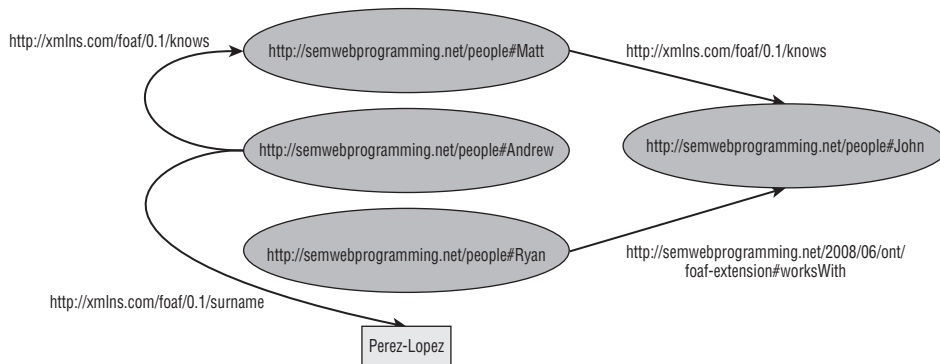 http://xmlns.com/foaf/0.1/knows
http://semwebprogramming.net/people#Matt
http://xmlns.com/foaf/0.1/knows
http://semwebprogramming.net/people#Andrew
http://semwebprogramming.net/people#John
http://semwebprogramming.net/people#Ryan
http://semwebprogramming.net/2008/06/ont/
foaf-extension#worksWith
http://xmlns.com/foaf/0.1/surname
Perez-Lopez